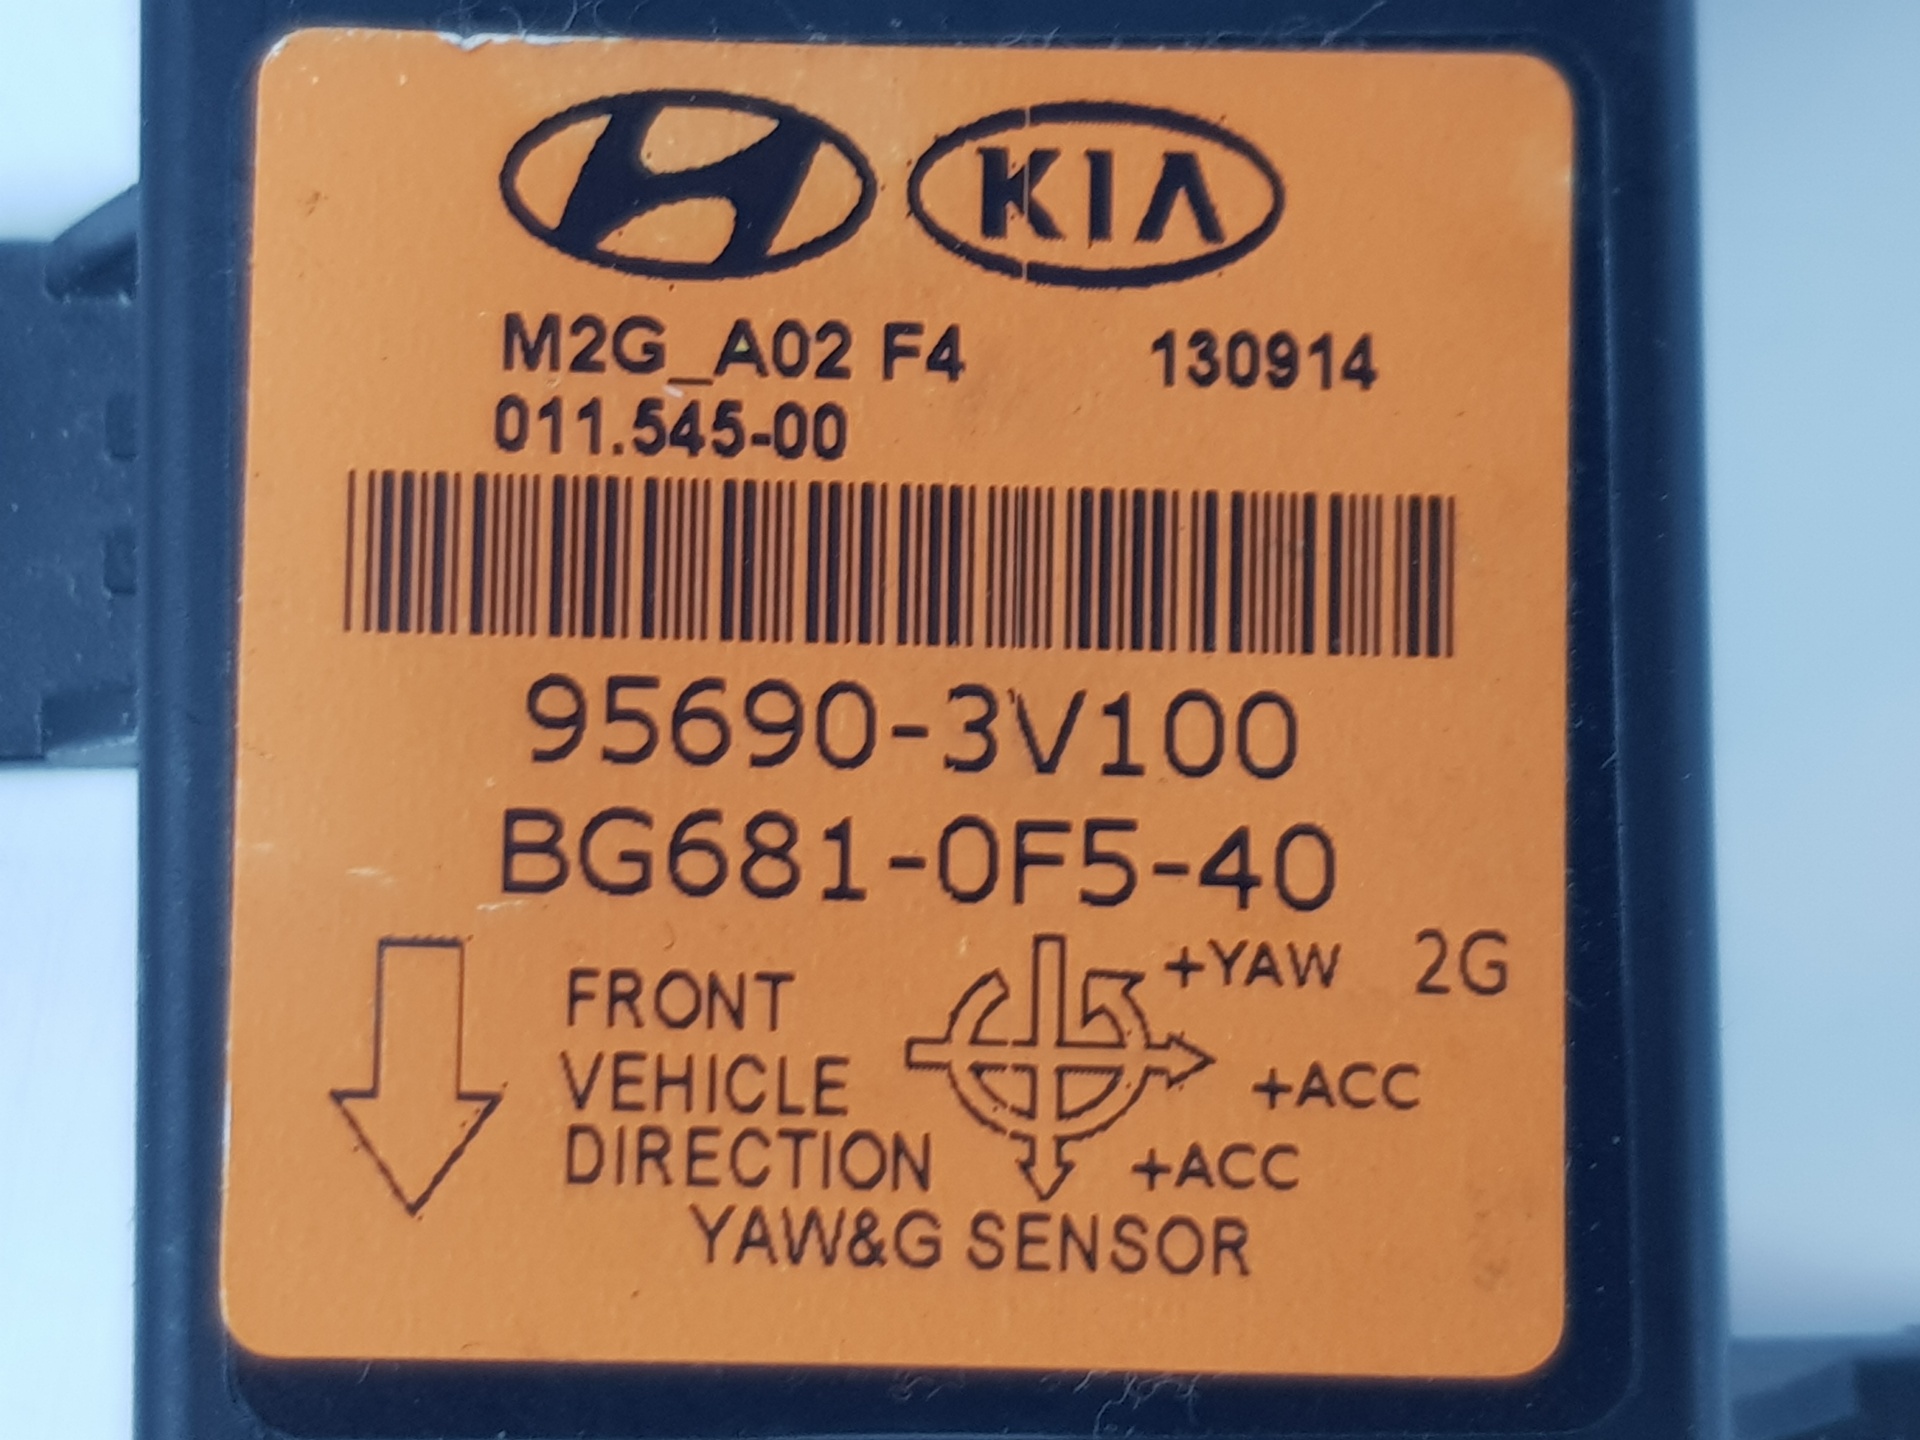 KIA
M2G_A02 F4 130914
011.545-00
95690-3V100
BG681-0F5-40
+YAW 2G
FRONT
VEHICLE
DIRECTION
+ACC
+ACC
YAW&G SENSOR